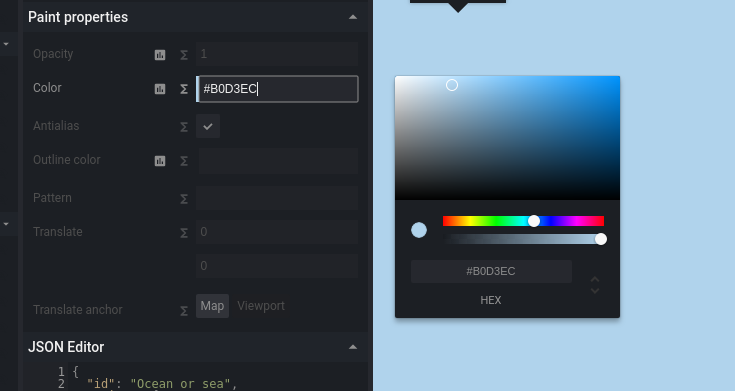 Paint properties
Opacity 1
Color #B0D3EC
Antialias
Outline color
Pattern
Translate 0
0
Translate anchor Map Viewport
#B0D3EC
HEX
JSON Editor
1 {
2 "id": "Ocean or sea",